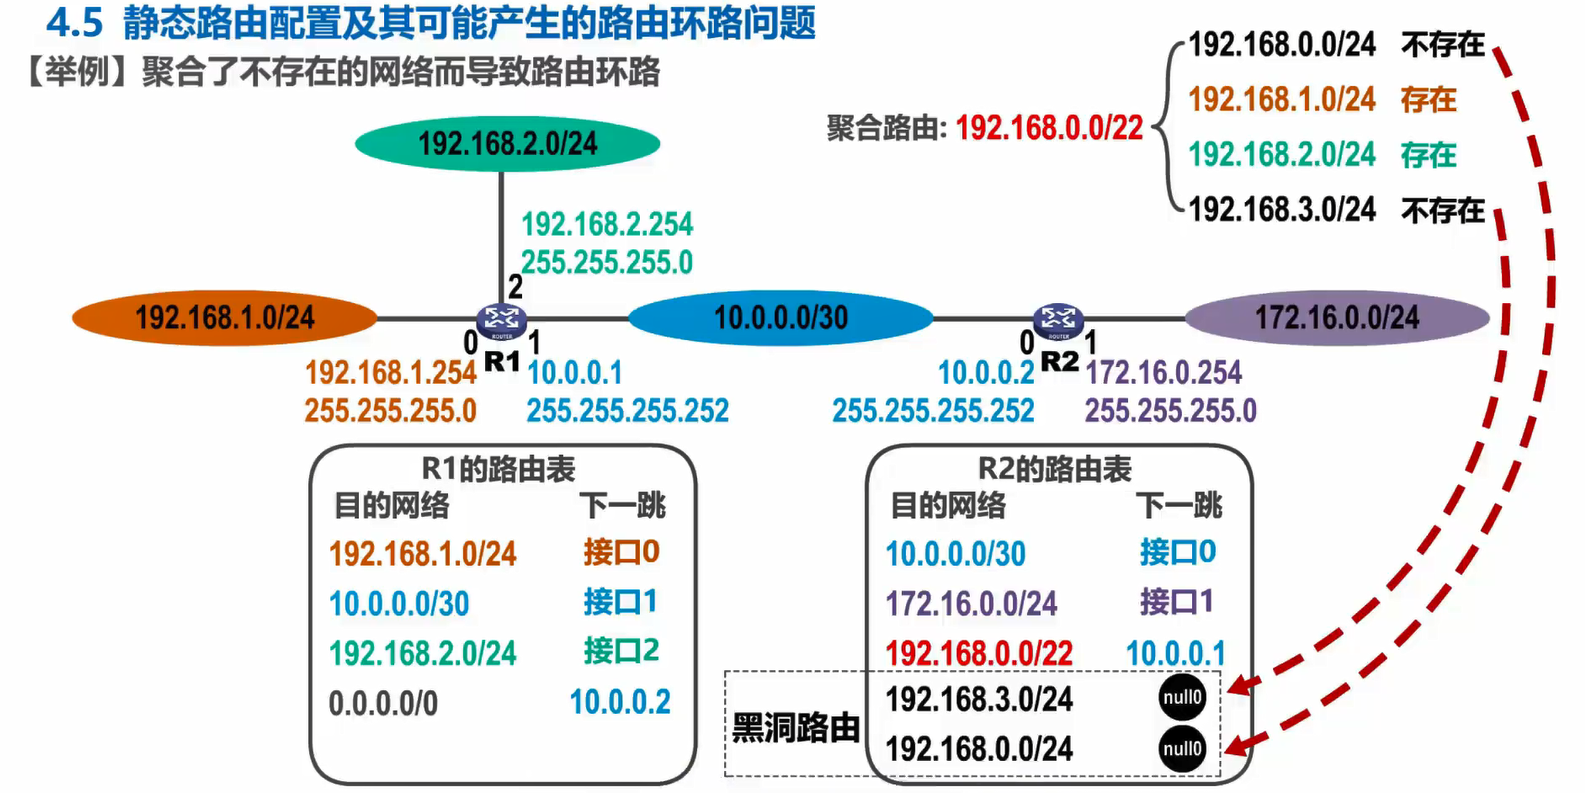 4.5 静态路由配置及其可能产生的路由环路问题
【举例】聚合了不存在的网络而导致路由环路
聚合路由: 192.168.0.0/22
192.168.0.0/24 不存在
192.168.1.0/24 存在
192.168.2.0/24 存在
192.168.3.0/24 不存在
192.168.2.0/24
192.168.2.254
255.255.255.0
2
192.168.1.0/24
ROUTER
10.0.0.0/30
ROUTER
172.16.0.0/24
0 R1 1
0 R2 1
192.168.1.254
255.255.255.0
10.0.0.1
255.255.255.252
10.0.0.2
255.255.255.252
172.16.0.254
255.255.255.0
R1的路由表
目的网络 下一跳
192.168.1.0/24 接口0
10.0.0.0/30 接口1
192.168.2.0/24 接口2
0.0.0.0/0 10.0.0.2
R2的路由表
目的网络 下一跳
10.0.0.0/30 接口0
172.16.0.0/24 接口1
192.168.0.0/22 10.0.0.1
黑洞路由
192.168.3.0/24 null0
192.168.0.0/24 null0